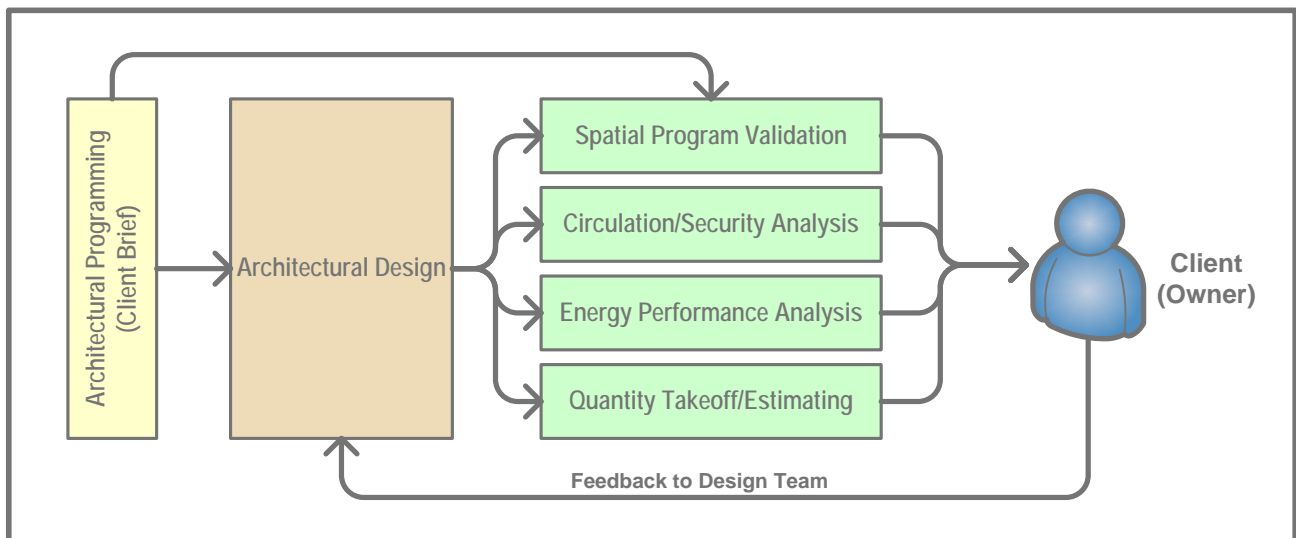 Architectural Programming
(Client Brief)
Architectural Design
Spatial Program Validation
Circulation/Security Analysis
Energy Performance Analysis
Quantity Takeoff/Estimating
Client
(Owner)
Feedback to Design Team